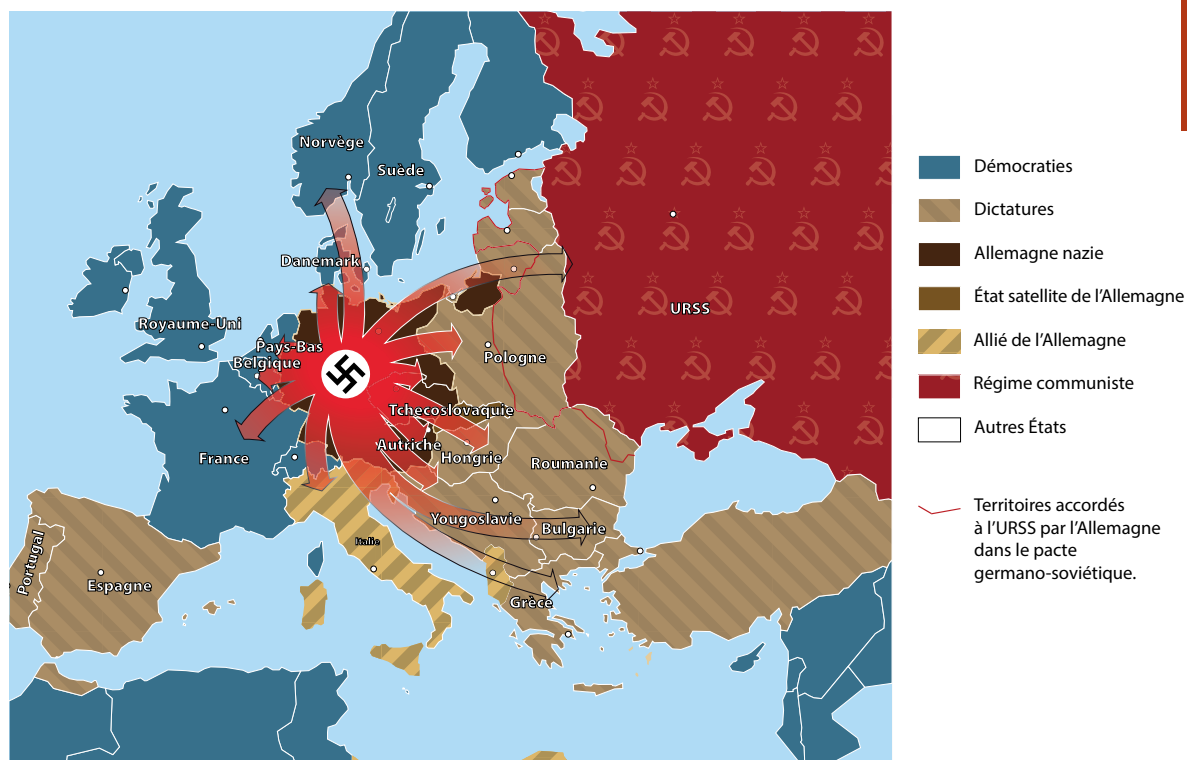 Norvège
Suède
Danemark
Royaume-Uni
Pays-Bas
Belgique
URSS
Pologne
Tchecoslovaquie
Autriche
Hongrie
France
Roumanie
Yougoslavie
Bulgarie
Italie
Portugal
Espagne
Grèce
Démocraties
Dictatures
Allemagne nazie
État satellite de l’Allemagne
Allié de l’Allemagne
Régime communiste
Autres États
Territoires accordés
à l’URSS par l’Allemagne
dans le pacte
germano-soviétique.